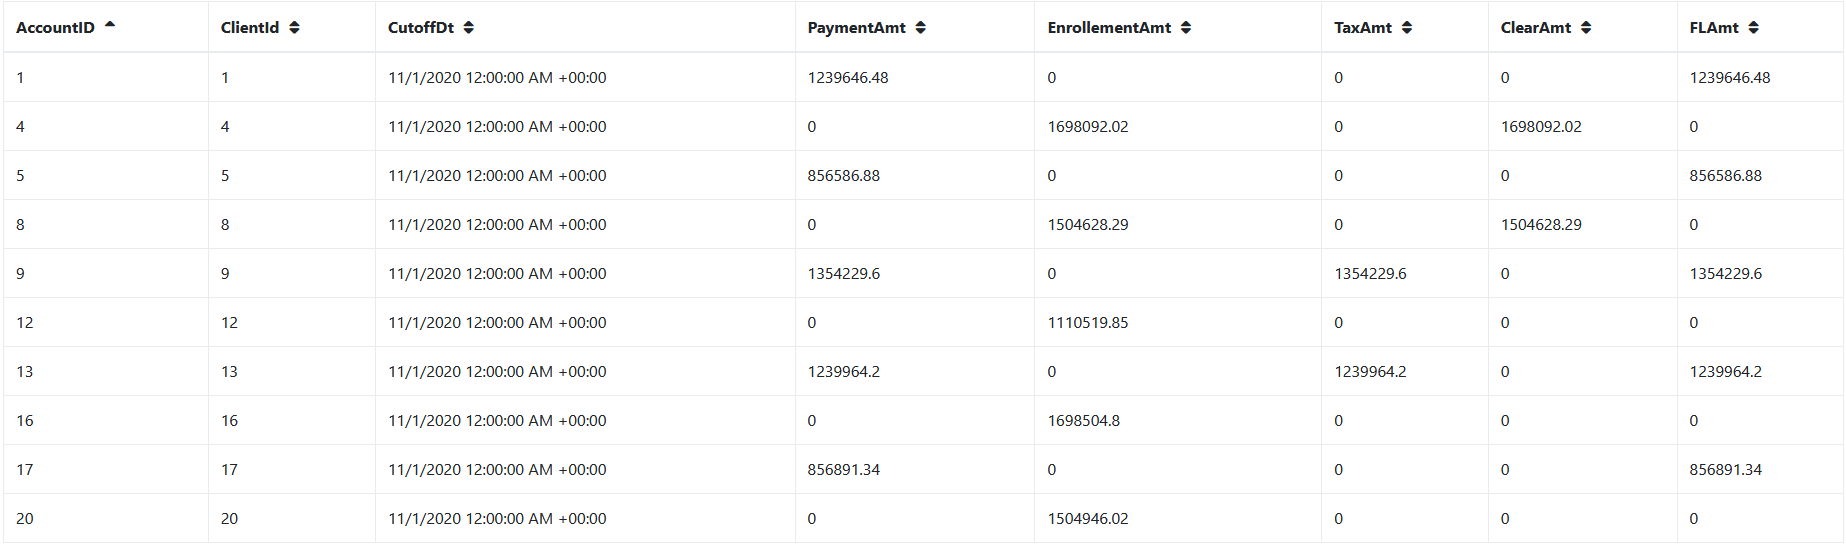 AccountID ClientId CutoffDt PaymentAmt EnrollementAmt TaxAmt ClearAmt FLAmt
1 1 11/1/2020 12:00:00 AM +00:00 1239646.48 0 0 0 1239646.48
4 4 11/1/2020 12:00:00 AM +00:00 0 1698092.02 0 1698092.02 0
5 5 11/1/2020 12:00:00 AM +00:00 856586.88 0 0 0 856586.88
8 8 11/1/2020 12:00:00 AM +00:00 0 1504628.29 0 1504628.29 0
9 9 11/1/2020 12:00:00 AM +00:00 1354229.6 0 1354229.6 0 1354229.6
12 12 11/1/2020 12:00:00 AM +00:00 0 1110519.85 0 0 0
13 13 11/1/2020 12:00:00 AM +00:00 1239964.2 0 1239964.2 0 1239964.2
16 16 11/1/2020 12:00:00 AM +00:00 0 1698504.8 0 0 0
17 17 11/1/2020 12:00:00 AM +00:00 856891.34 0 0 0 856891.34
20 20 11/1/2020 12:00:00 AM +00:00 0 1504946.02 0 0 0